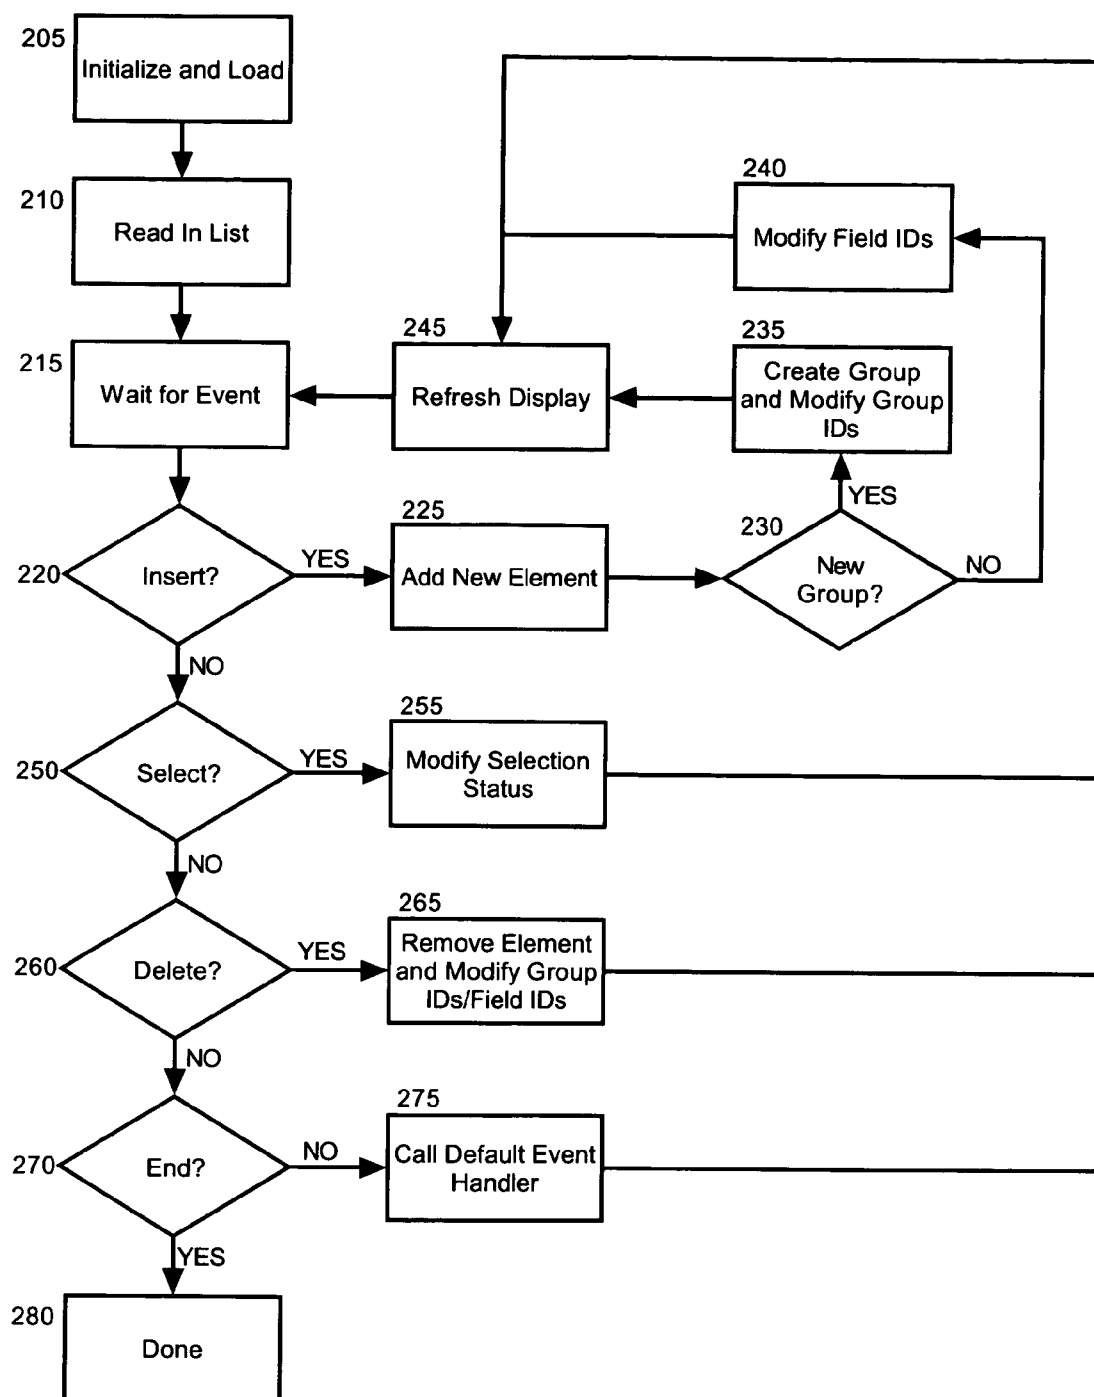 205
Initialize and Load
210
Read In List
240
Modify Field IDs
215
Wait for Event
245
Refresh Display
235
Create Group
and Modify Group
IDs
YES
220
Insert?
YES
225
Add New Element
230
New
Group?
NO
NO
250
Select?
YES
255
Modify Selection
Status
NO
260
Delete?
YES
265
Remove Element
and Modify Group
IDs/Field IDs
NO
270
End?
NO
275
Call Default Event
Handler
YES
280
Done